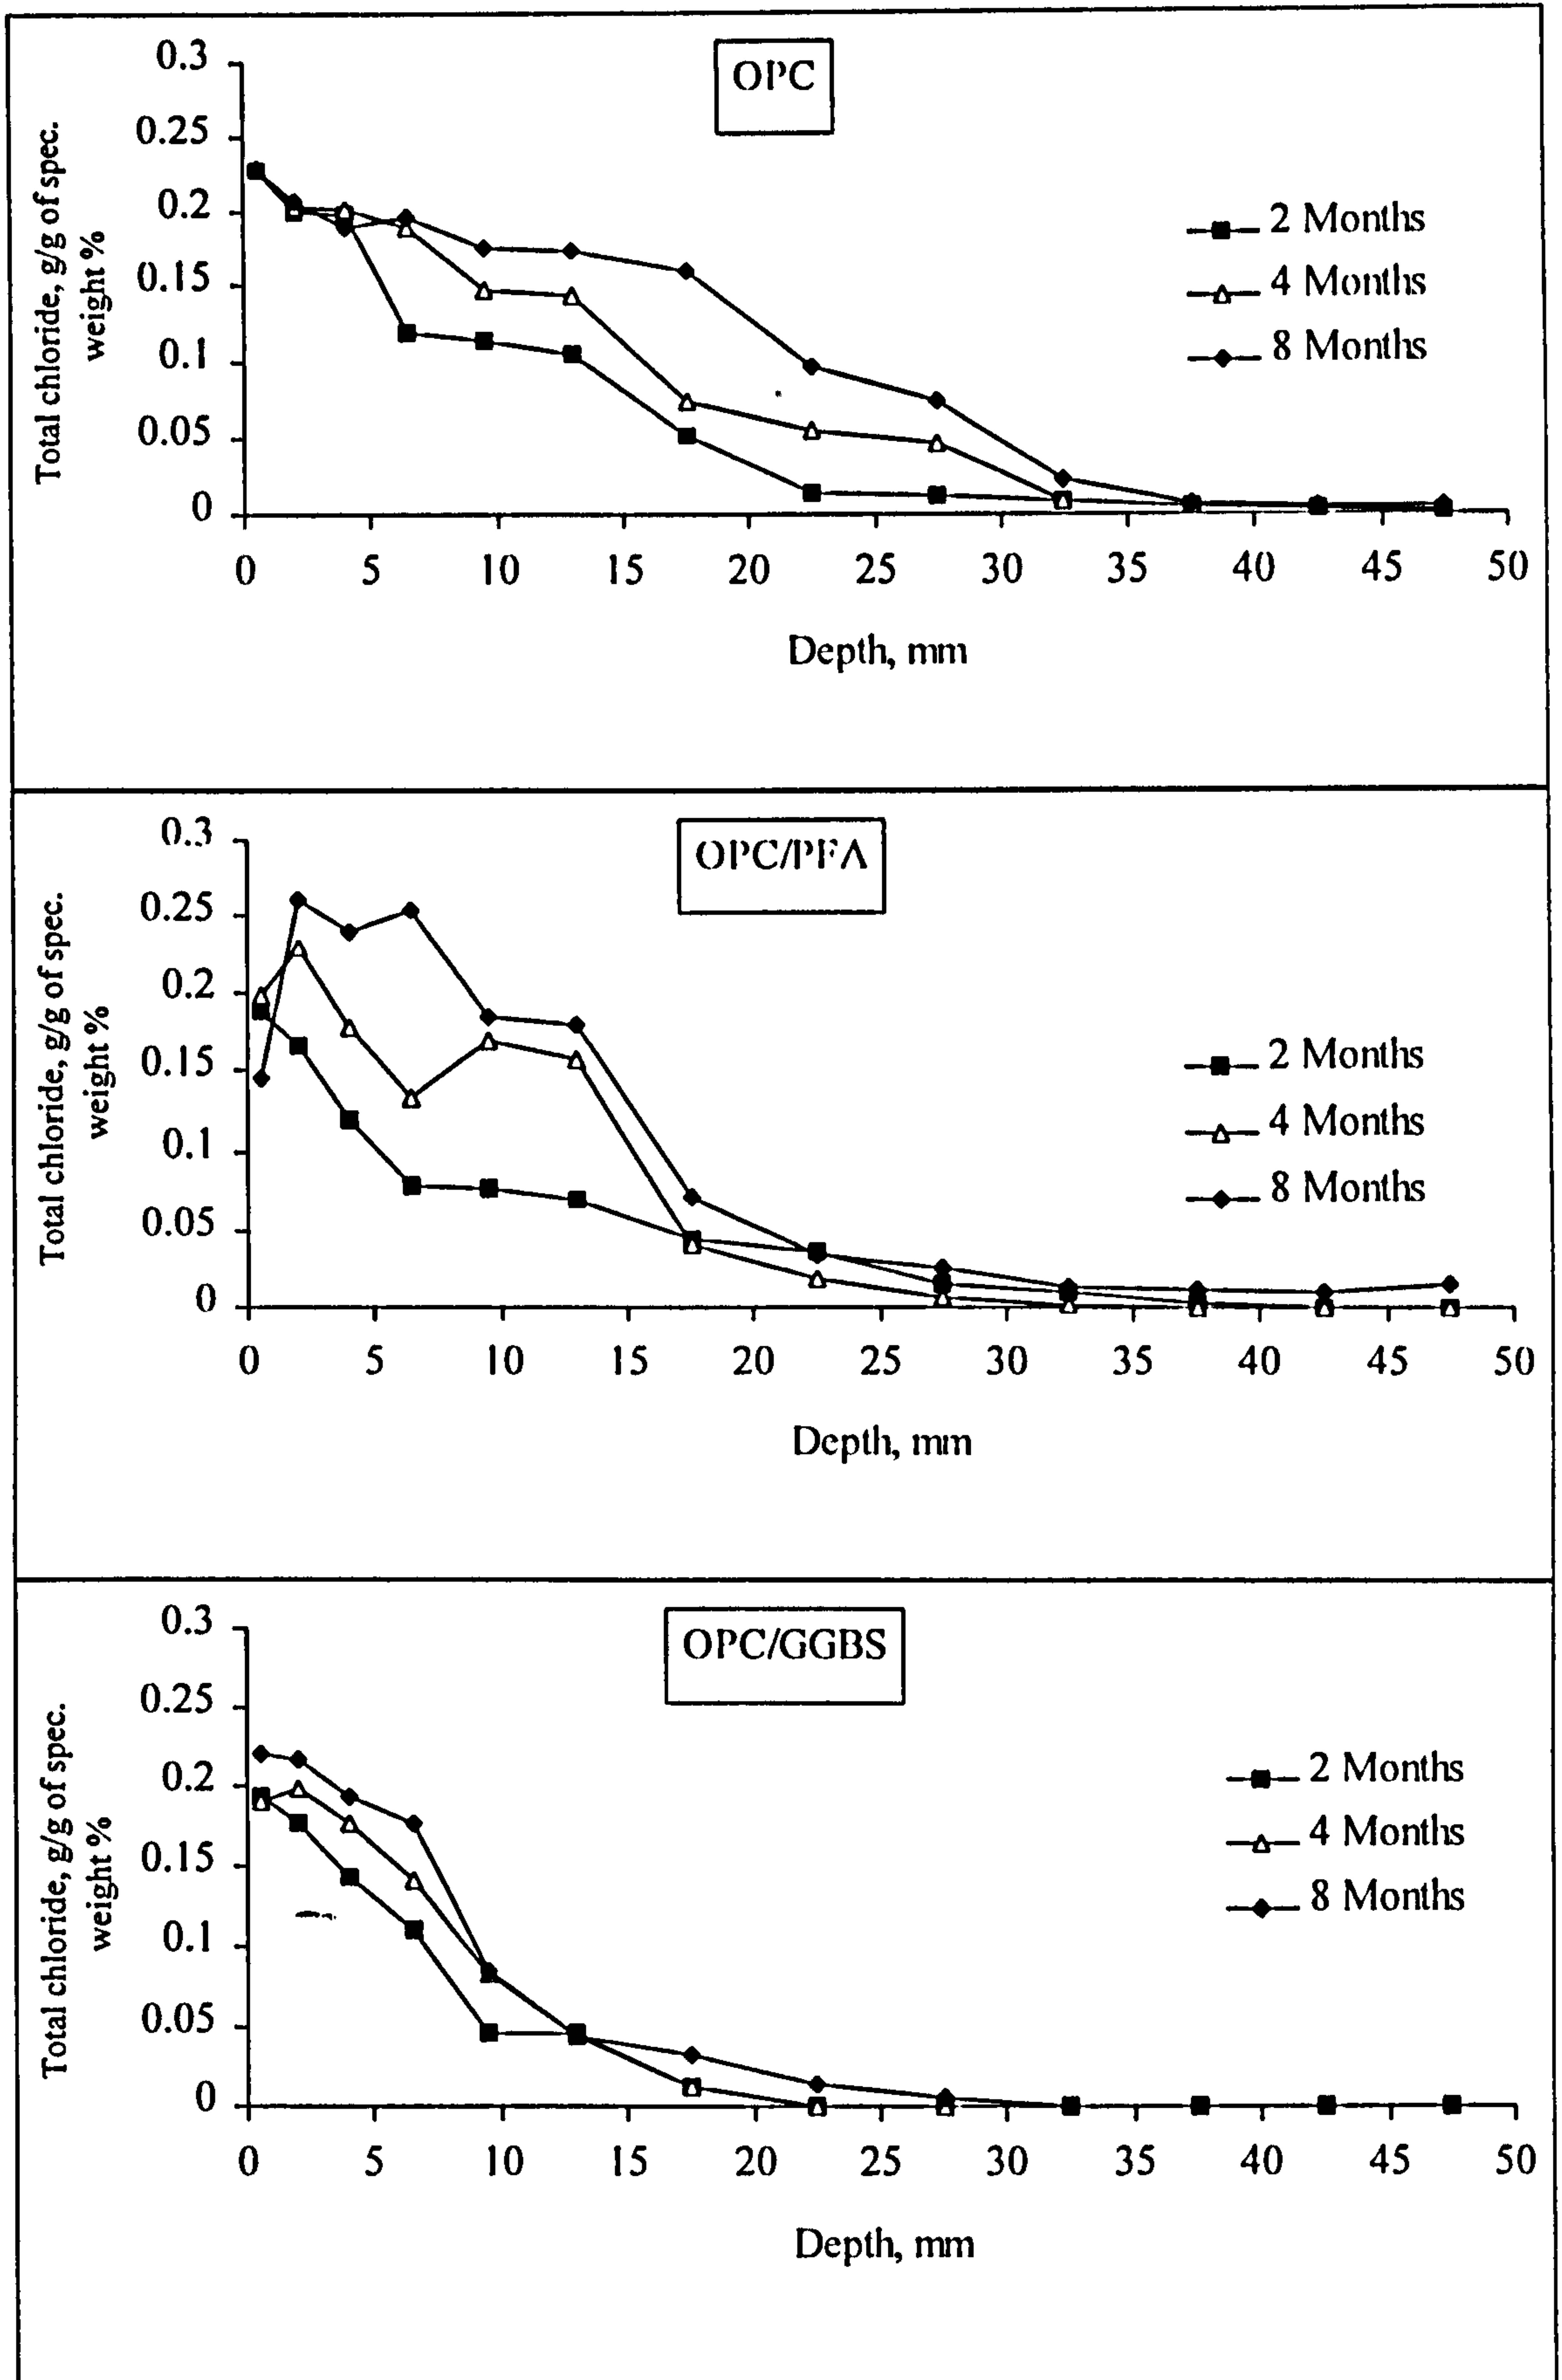 OPC
Total chloride, g/g of spec.
weight %
0.3
0.25
0.2
0.15
0.1
0.05
0
2 Months
4 Months
8 Months
0 5 10 15 20 25 30 35 40 45 50
Depth, mm
OPC/PFA
Total chloride, g/g of spec.
weight %
0.3
0.25
0.2
0.15
0.1
0.05
0
2 Months
4 Months
8 Months
0 5 10 15 20 25 30 35 40 45 50
Depth, mm
OPC/GGBS
Total chloride, g/g of spec.
weight %
0.3
0.25
0.2
0.15
0.1
0.05
0
2 Months
4 Months
8 Months
0 5 10 15 20 25 30 35 40 45 50
Depth, mm